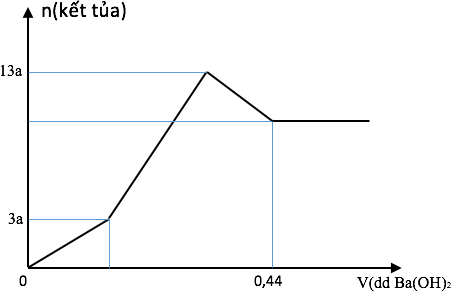 n(kết tủa)
13a
3a
0
0,44
V(dd Ba(OH)₂